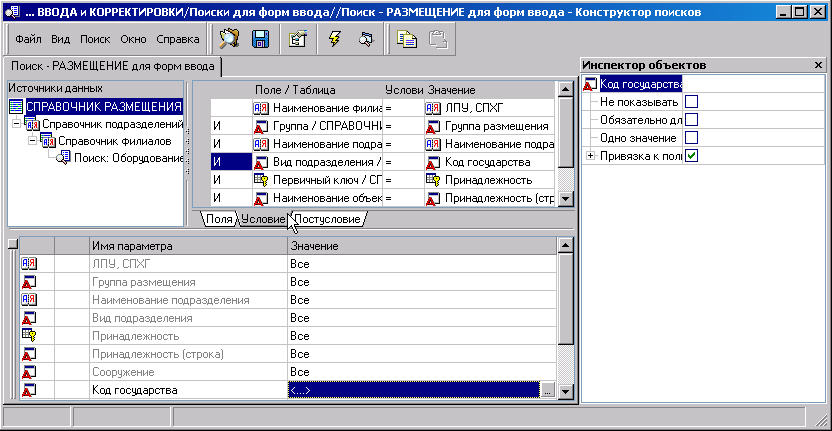 ... ВВОДА и КОРРЕКТИРОВКИ/Поиски для форм ввода//Поиск - РАЗМЕЩЕНИЕ для форм ввода - Конструктор поисков
Файл Вид Поиск Окно Справка
Поиск - РАЗМЕЩЕНИЕ для форм ввода
Источники данных
СПРАВОЧНИК РАЗМЕЩЕНИЯ
Справочник подразделений
Справочник филиалов
Поиск: Оборудование
Поле / Таблица Услови Значение
Наименование филиа = ЛПУ, СПХГ
И Группа / СПРАВОЧНИ = Группа размещения
И Наименование подра = Наименование подра
И Вид подразделения / = Код государства
И Первичный ключ / СП = Принадлежность
И Наименование объек = Принадлежность (стро
Поля Условие Постусловие
Инспектор объектов
Код государства
Не показывать
Обязательно дл
Одно значение
Привязка к пол
Имя параметра Значение
ЛПУ, СПХГ Все
Группа размещения Все
Наименование подразделения Все
Вид подразделения Все
Принадлежность Все
Принадлежность (строка) Все
Сооружение Все
Код государства <...> ...